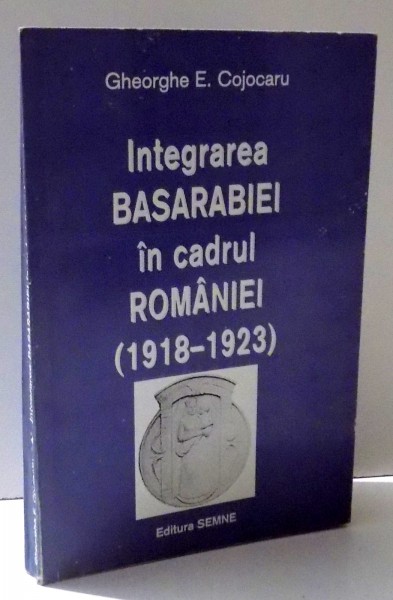 Gheorghe E. Cojocaru
Integrarea
BASARABIEI
în cadrul
ROMÂNIEI
(1918-1923)
Editura SEMNE